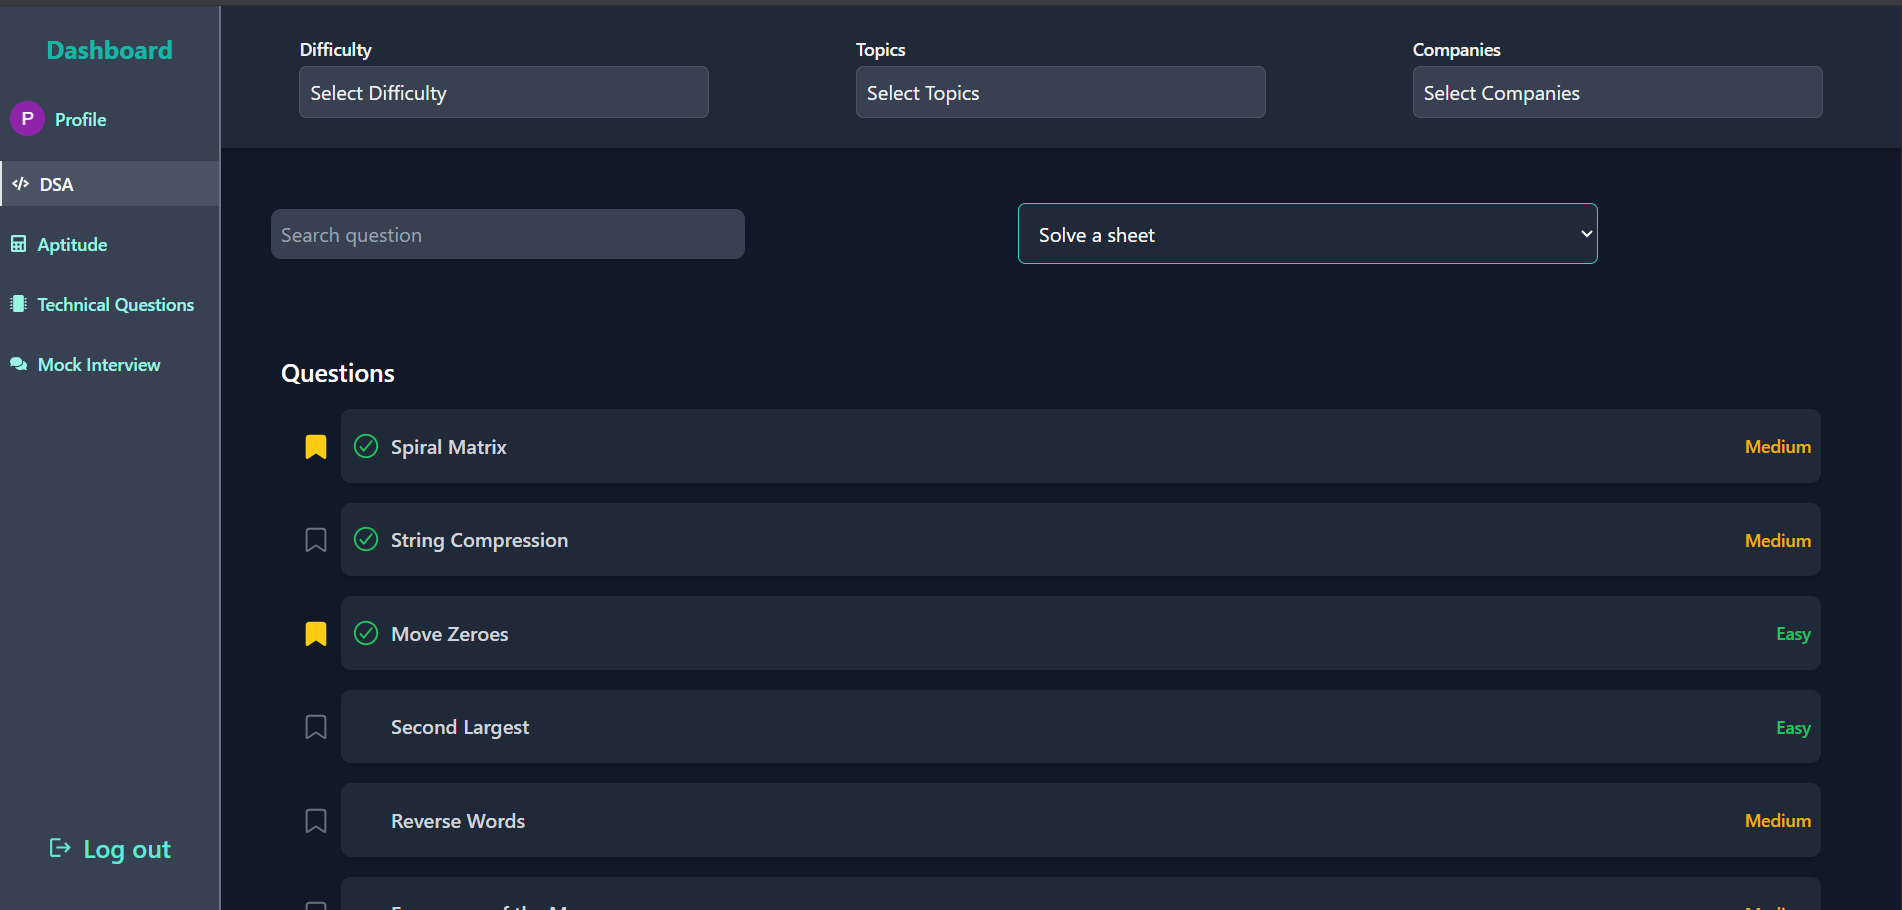 Dashboard
P Profile
DSA
Aptitude
Technical Questions
Mock Interview
Log out
Difficulty
Select Difficulty
Topics
Select Topics
Companies
Select Companies
Search question
Solve a sheet
Questions
Spiral Matrix Medium
String Compression Medium
Move Zeroes Easy
Second Largest Easy
Reverse Words Medium